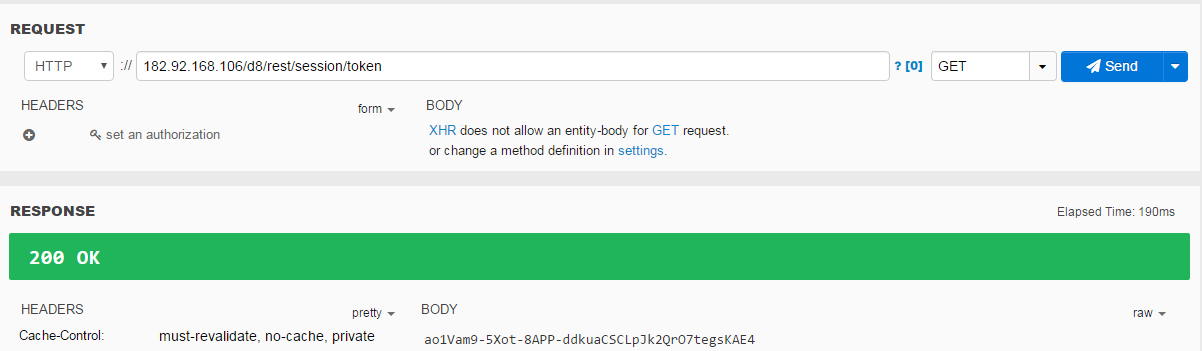 REQUEST
HTTP :// 182.92.168.106/d8/rest/session/token ? [0] GET Send
HEADERS form BODY
set an authorization XHR does not allow an entity-body for GET request.
or change a method definition in settings.
RESPONSE Elapsed Time: 190ms
200 OK
HEADERS pretty BODY raw
Cache-Control: must-revalidate, no-cache, private ao1Vam9-5Xot-8APP-ddkuaCSCLpJk2QrO7tegsKAE4